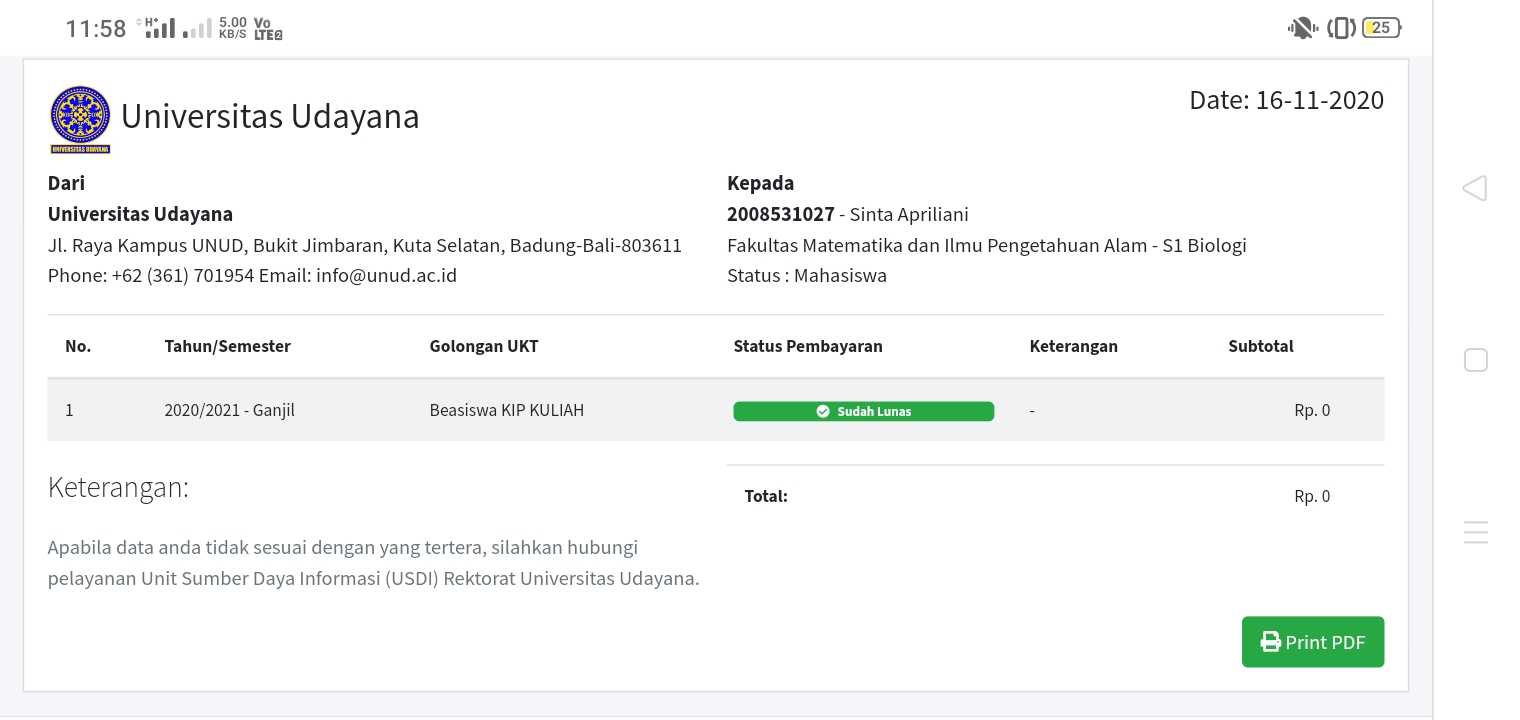 11:58 H+ 5.00 KB/S Vo LTE2 25
UNIVERSITAS UDAYANA
Universitas Udayana
Date: 16-11-2020
Dari
Universitas Udayana
Jl. Raya Kampus UNUD, Bukit Jimbaran, Kuta Selatan, Badung-Bali-803611
Phone: +62 (361) 701954 Email: info@unud.ac.id
Kepada
2008531027 - Sinta Apriliani
Fakultas Matematika dan Ilmu Pengetahuan Alam - S1 Biologi
Status : Mahasiswa
No. Tahun/Semester Golongan UKT Status Pembayaran Keterangan Subtotal
1 2020/2021 - Ganjil Beasiswa KIP KULIAH Sudah Lunas - Rp. 0
Keterangan:
Total: Rp. 0
Apabila data anda tidak sesuai dengan yang tertera, silahkan hubungi
pelayanan Unit Sumber Daya Informasi (USDI) Rektorat Universitas Udayana.
Print PDF